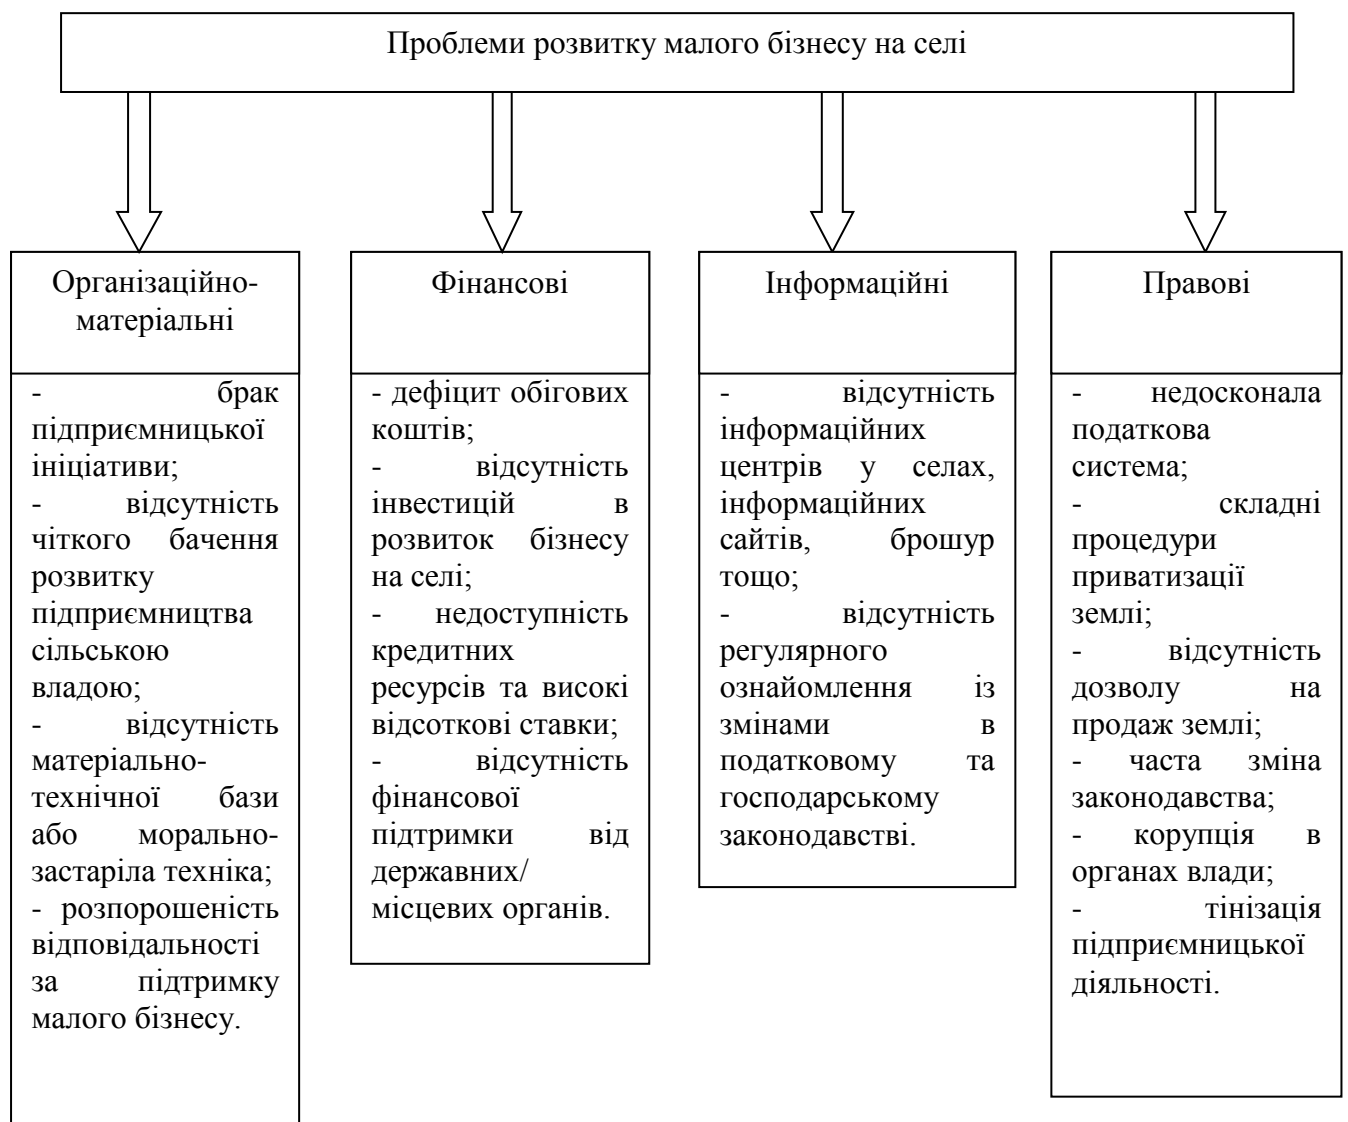 Проблеми розвитку малого бізнесу на селі
Організаційно-
матеріальні
- брак
підприємницької
ініціативи;
- відсутність
чіткого бачення
розвитку
підприємництва
сільською
владою;
- відсутність
матеріально-
технічної бази
або морально-
застаріла техніка;
- розпорошеність
відповідальності
за підтримку
малого бізнесу.
Фінансові
- дефіцит обігових
коштів;
- відсутність
інвестицій в
розвиток бізнесу
на селі;
- недоступність
кредитних
ресурсів та високі
відсоткові ставки;
- відсутність
фінансової
підтримки від
державних/
місцевих органів.
Інформаційні
- відсутність
інформаційних
центрів у селах,
інформаційних
сайтів, брошур
тощо;
- відсутність
регулярного
ознайомлення із
змінами в
податковому та
господарському
законодавстві.
Правові
- недосконала
податкова
система;
- складні
процедури
приватизації
землі;
- відсутність
дозволу на
продаж землі;
- часта зміна
законодавства;
- корупція в
органах влади;
- тінізація
підприємницької
діяльності.